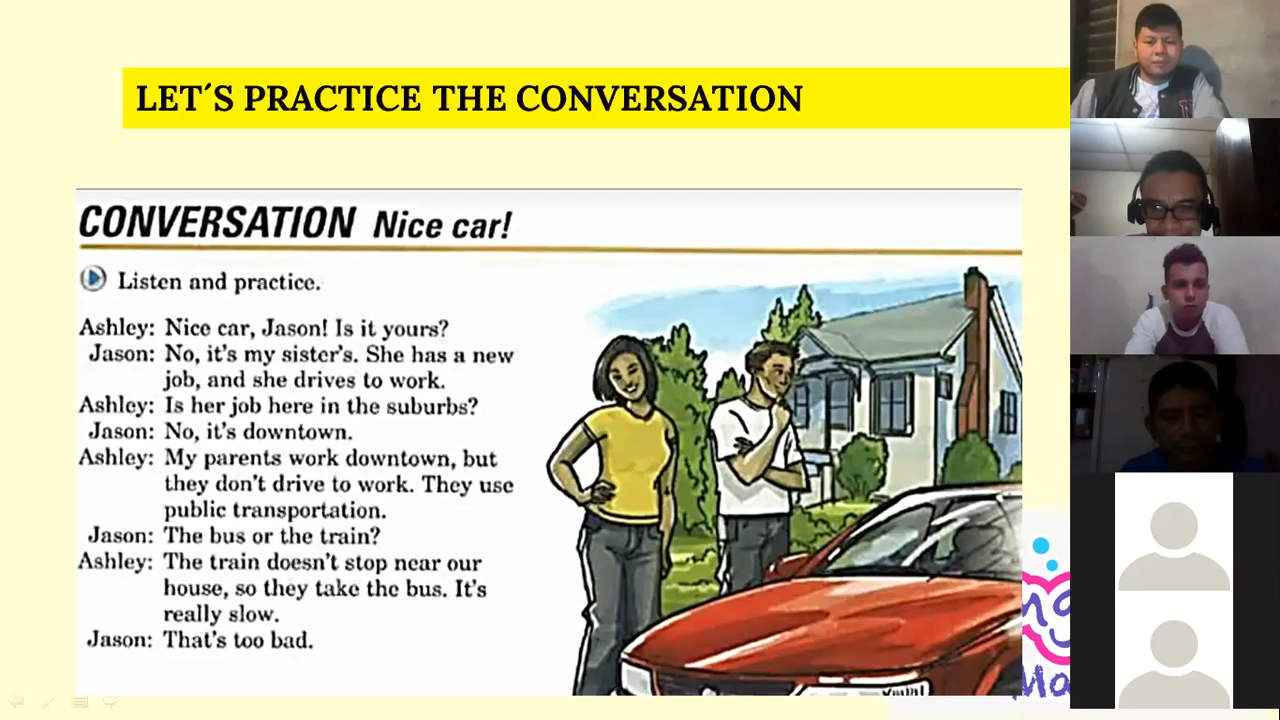 LET´S PRACTICE THE CONVERSATION
CONVERSATION Nice car!
Listen and practice.
Ashley: Nice car, Jason! Is it yours?
Jason: No, it's my sister's. She has a new
job, and she drives to work.
Ashley: Is her job here in the suburbs?
Jason: No, it's downtown.
Ashley: My parents work downtown, but
they don't drive to work. They use
public transportation.
Jason: The bus or the train?
Ashley: The train doesn't stop near our
house, so they take the bus. It's
really slow.
Jason: That's too bad.